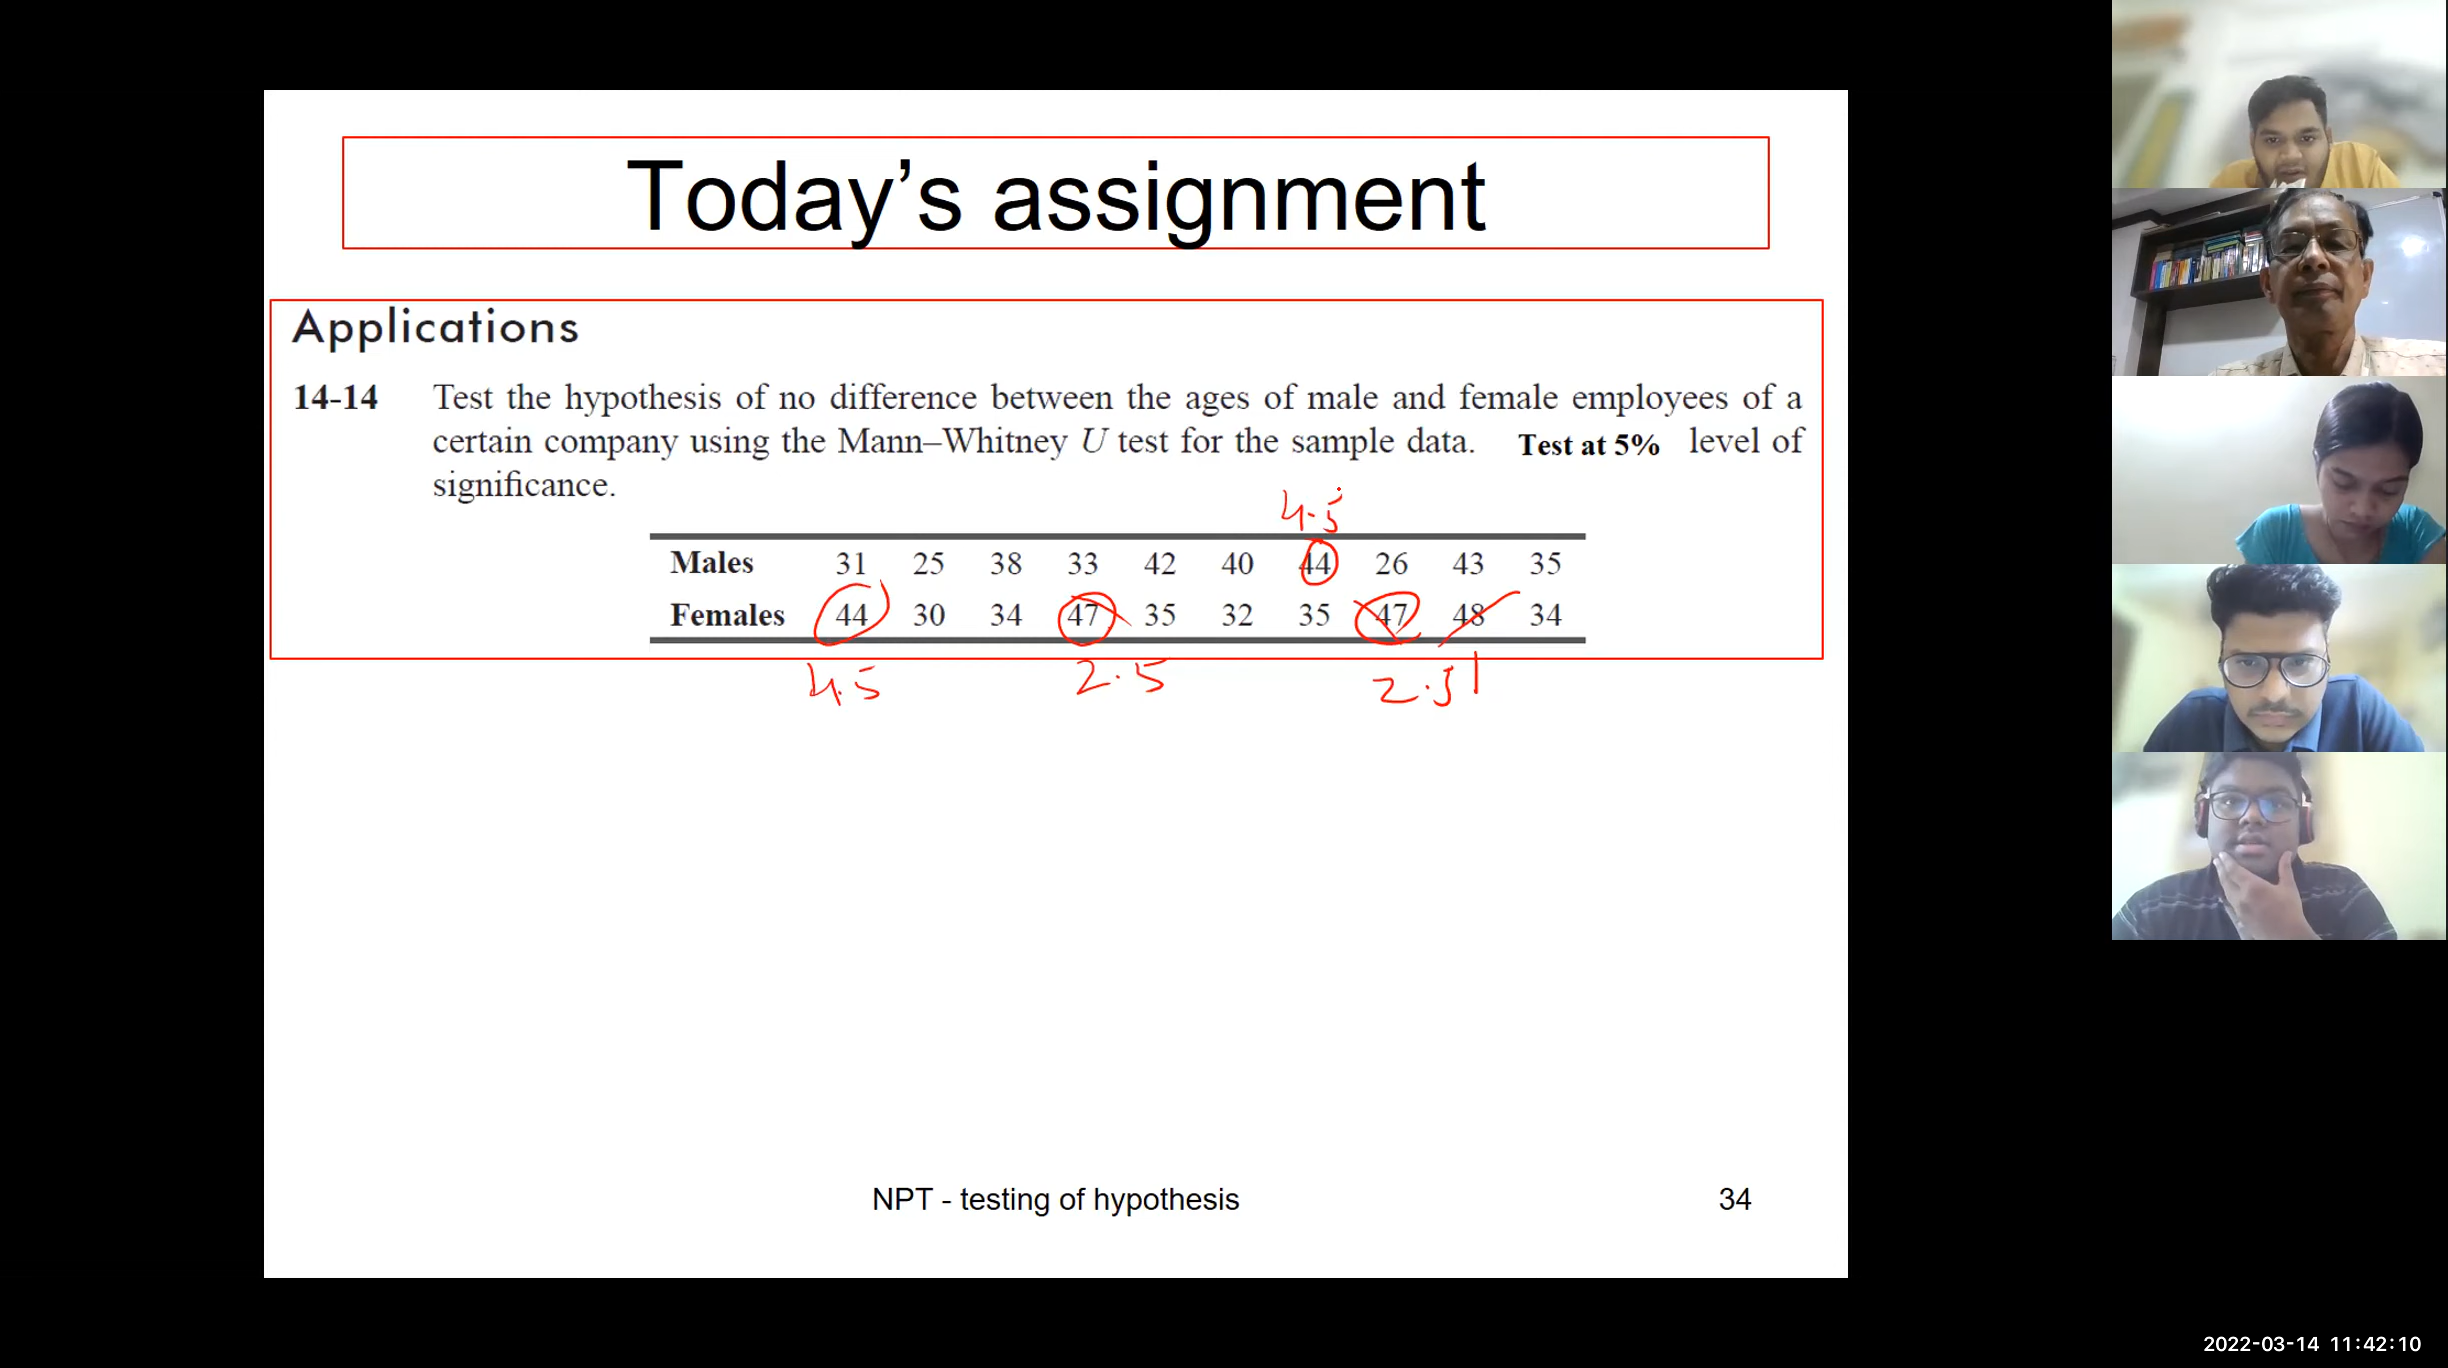 Today’s assignment
Applications
14-14 Test the hypothesis of no difference between the ages of male and female employees of a
certain company using the Mann–Whitney U test for the sample data. Test at 5% level of
significance.
4.5
Males 31 25 38 33 42 40 44 26 43 35
Females 44 30 34 47 35 32 35 47 48 34
4.5 2.5 2.5 1
NPT - testing of hypothesis 34
2022-03-14 11:42:10